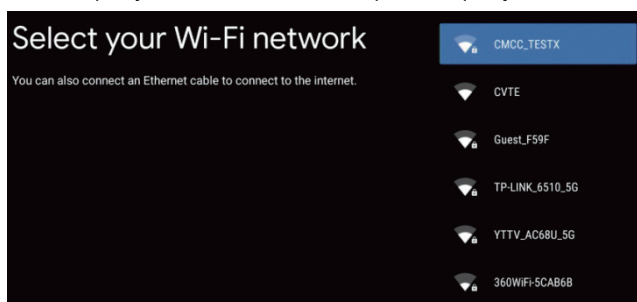 Select your Wi-Fi network
You can also connect an Ethernet cable to connect to the internet.
CMCC_TESTX
CVTE
Guest_F59F
TP-LINK_6510_5G
YTTV_AC68U_5G
360WiFi-5CAB6B